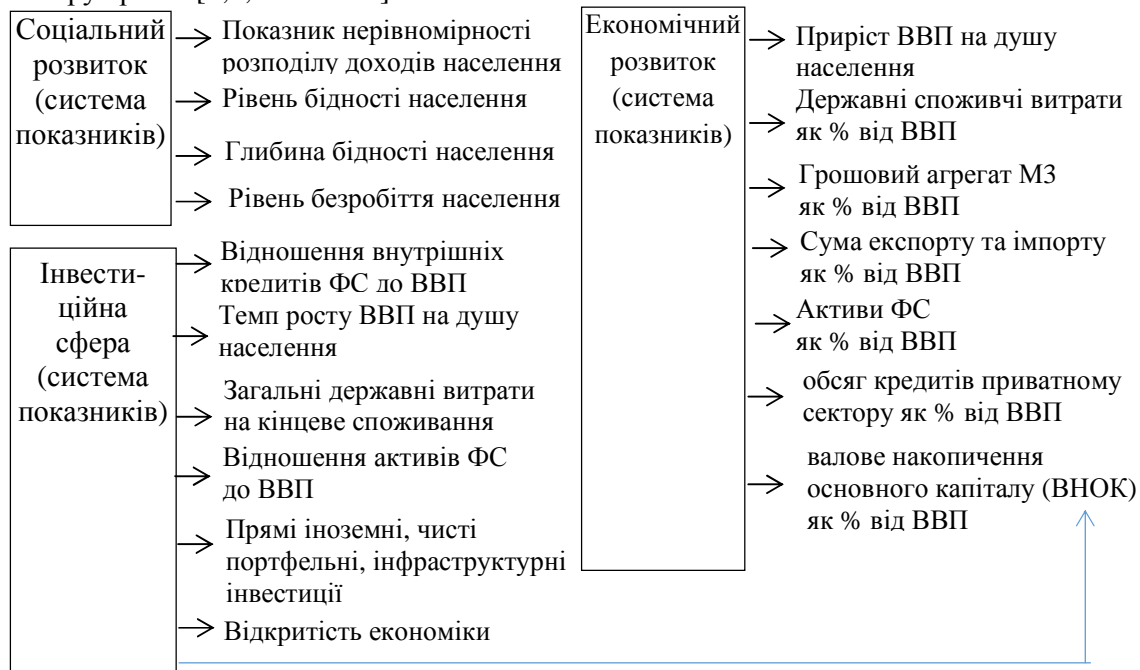 Соціальний
розвиток
(система
показників)
Показник нерівномірності
розподілу доходів населення
Рівень бідності населення
Глибина бідності населення
Рівень безробіття населення
Інвести-
ційна
сфера
(система
показників)
Відношення внутрішніх
кредитів ФС до ВВП
Темп росту ВВП на душу
населення
Загальні державні витрати
на кінцеве споживання
Відношення активів ФС
до ВВП
Прямі іноземні, чисті
портфельні, інфраструктурні
інвестиції
Відкритість економіки
Економічний
розвиток
(система
показників)
Приріст ВВП на душу
населення
Державні споживчі витрати
як % від ВВП
Грошовий агрегат М3
як % від ВВП
Сума експорту та імпорту
як % від ВВП
Активи ФС
як % від ВВП
обсяг кредитів приватному
сектору як % від ВВП
валове накопичення
основного капіталу (ВНОК)
як % від ВВП